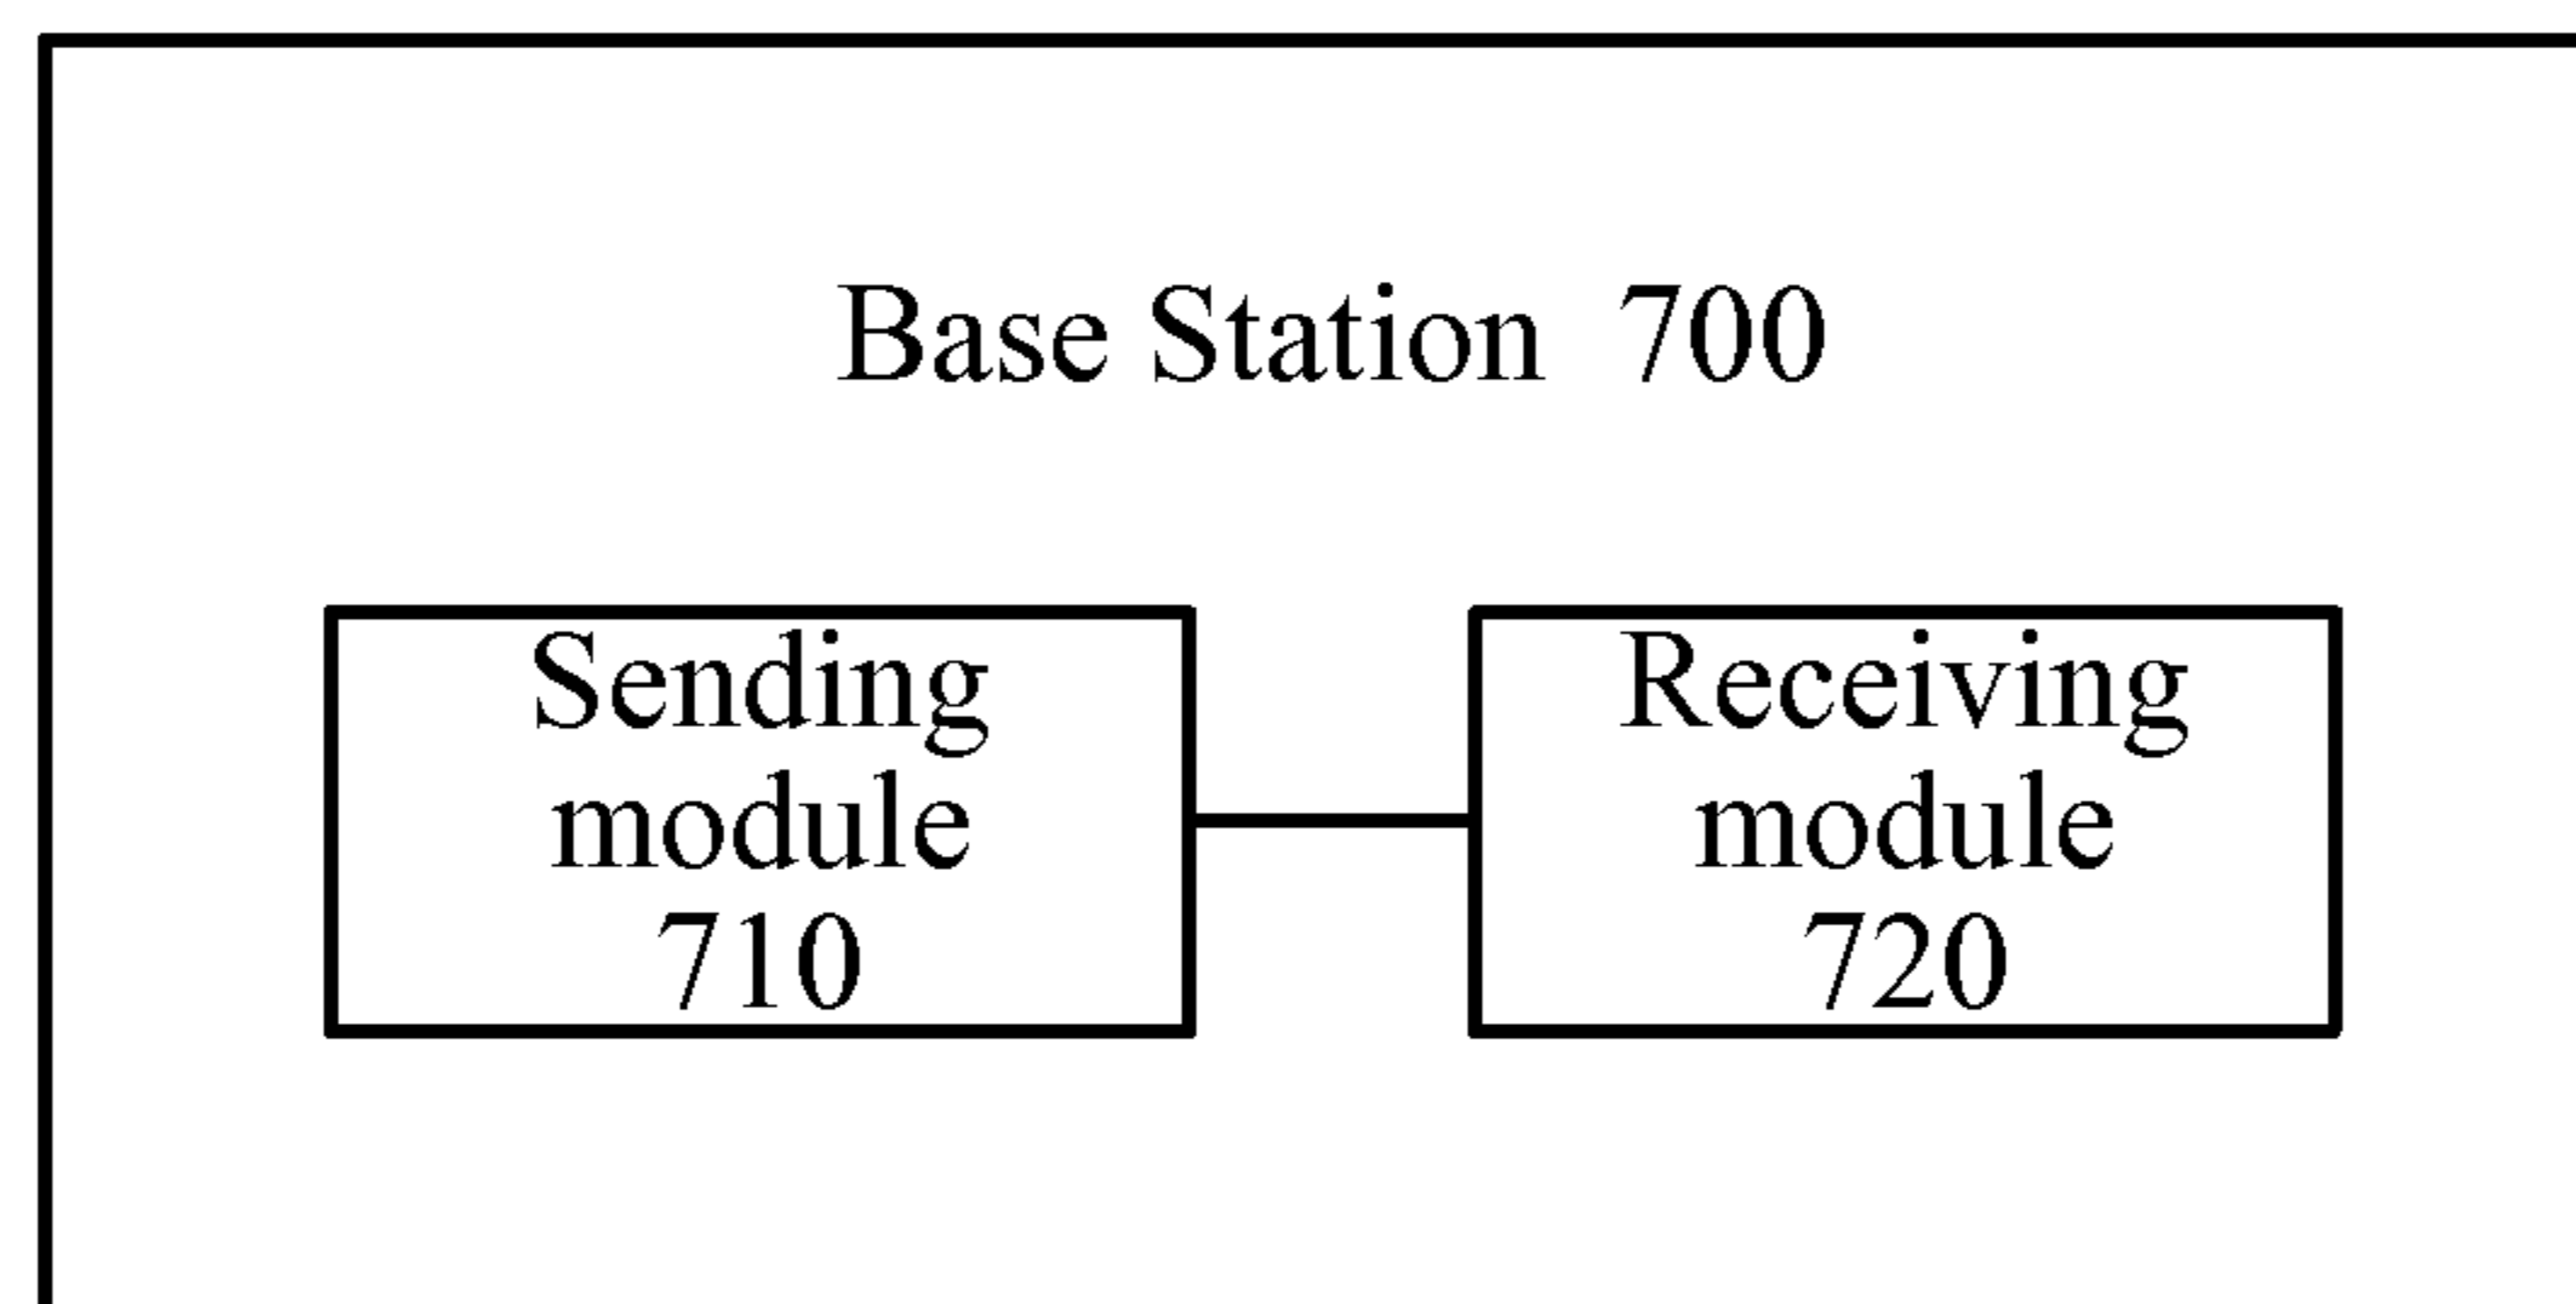 Base Station 700
Sending
module
710
Receiving
module
720